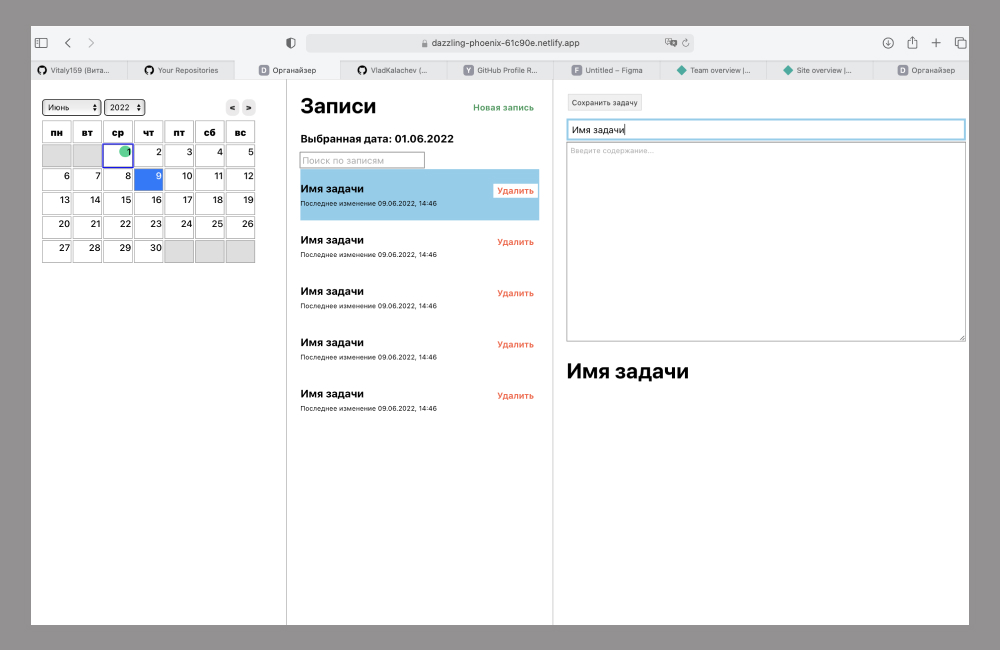 dazzling-phoenix-61c90e.netlify.app
Vitaly159 (Вита...
Your Repositories
D Органайзер
VladKalachev (...
Y GitHub Profile R...
F Untitled – Figma
Team overview |...
Site overview |...
D Органайзер
Июнь 2022 < >
пн вт ср чт пт сб вс
1 2 3 4 5
6 7 8 9 10 11 12
13 14 15 16 17 18 19
20 21 22 23 24 25 26
27 28 29 30
Записи Новая запись
Выбранная дата: 01.06.2022
Поиск по записям
Имя задачи Удалить
Последнее изменение 09.06.2022, 14:46
Имя задачи Удалить
Последнее изменение 09.06.2022, 14:46
Имя задачи Удалить
Последнее изменение 09.06.2022, 14:46
Имя задачи Удалить
Последнее изменение 09.06.2022, 14:46
Имя задачи Удалить
Последнее изменение 09.06.2022, 14:46
Сохранить задачу
Имя задачи
Введите содержание...
Имя задачи